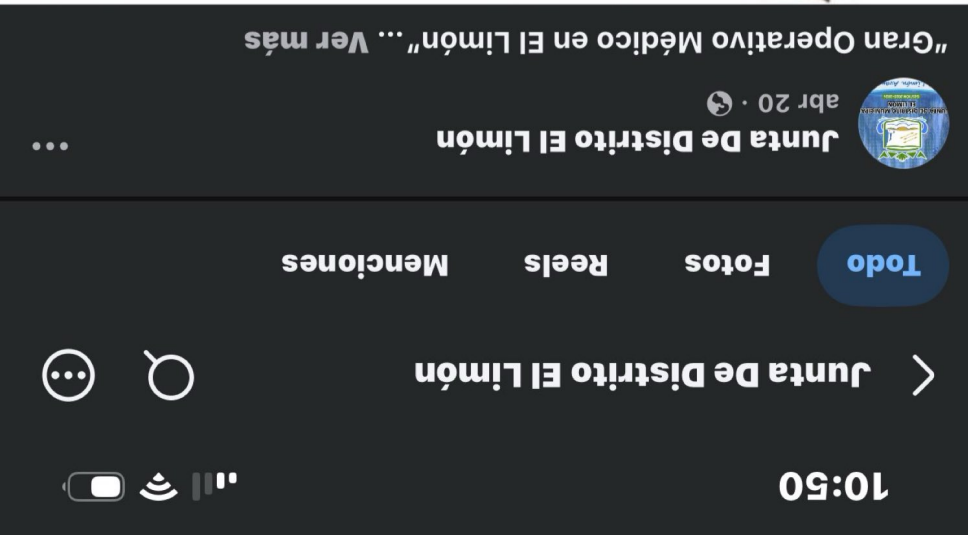 10:50
Junta De Distrito El Limón
Todo Fotos Reels Menciones
Junta De Distrito El Limón
abr 20 ·
"Gran Operativo Médico en El Limón"... Ver más